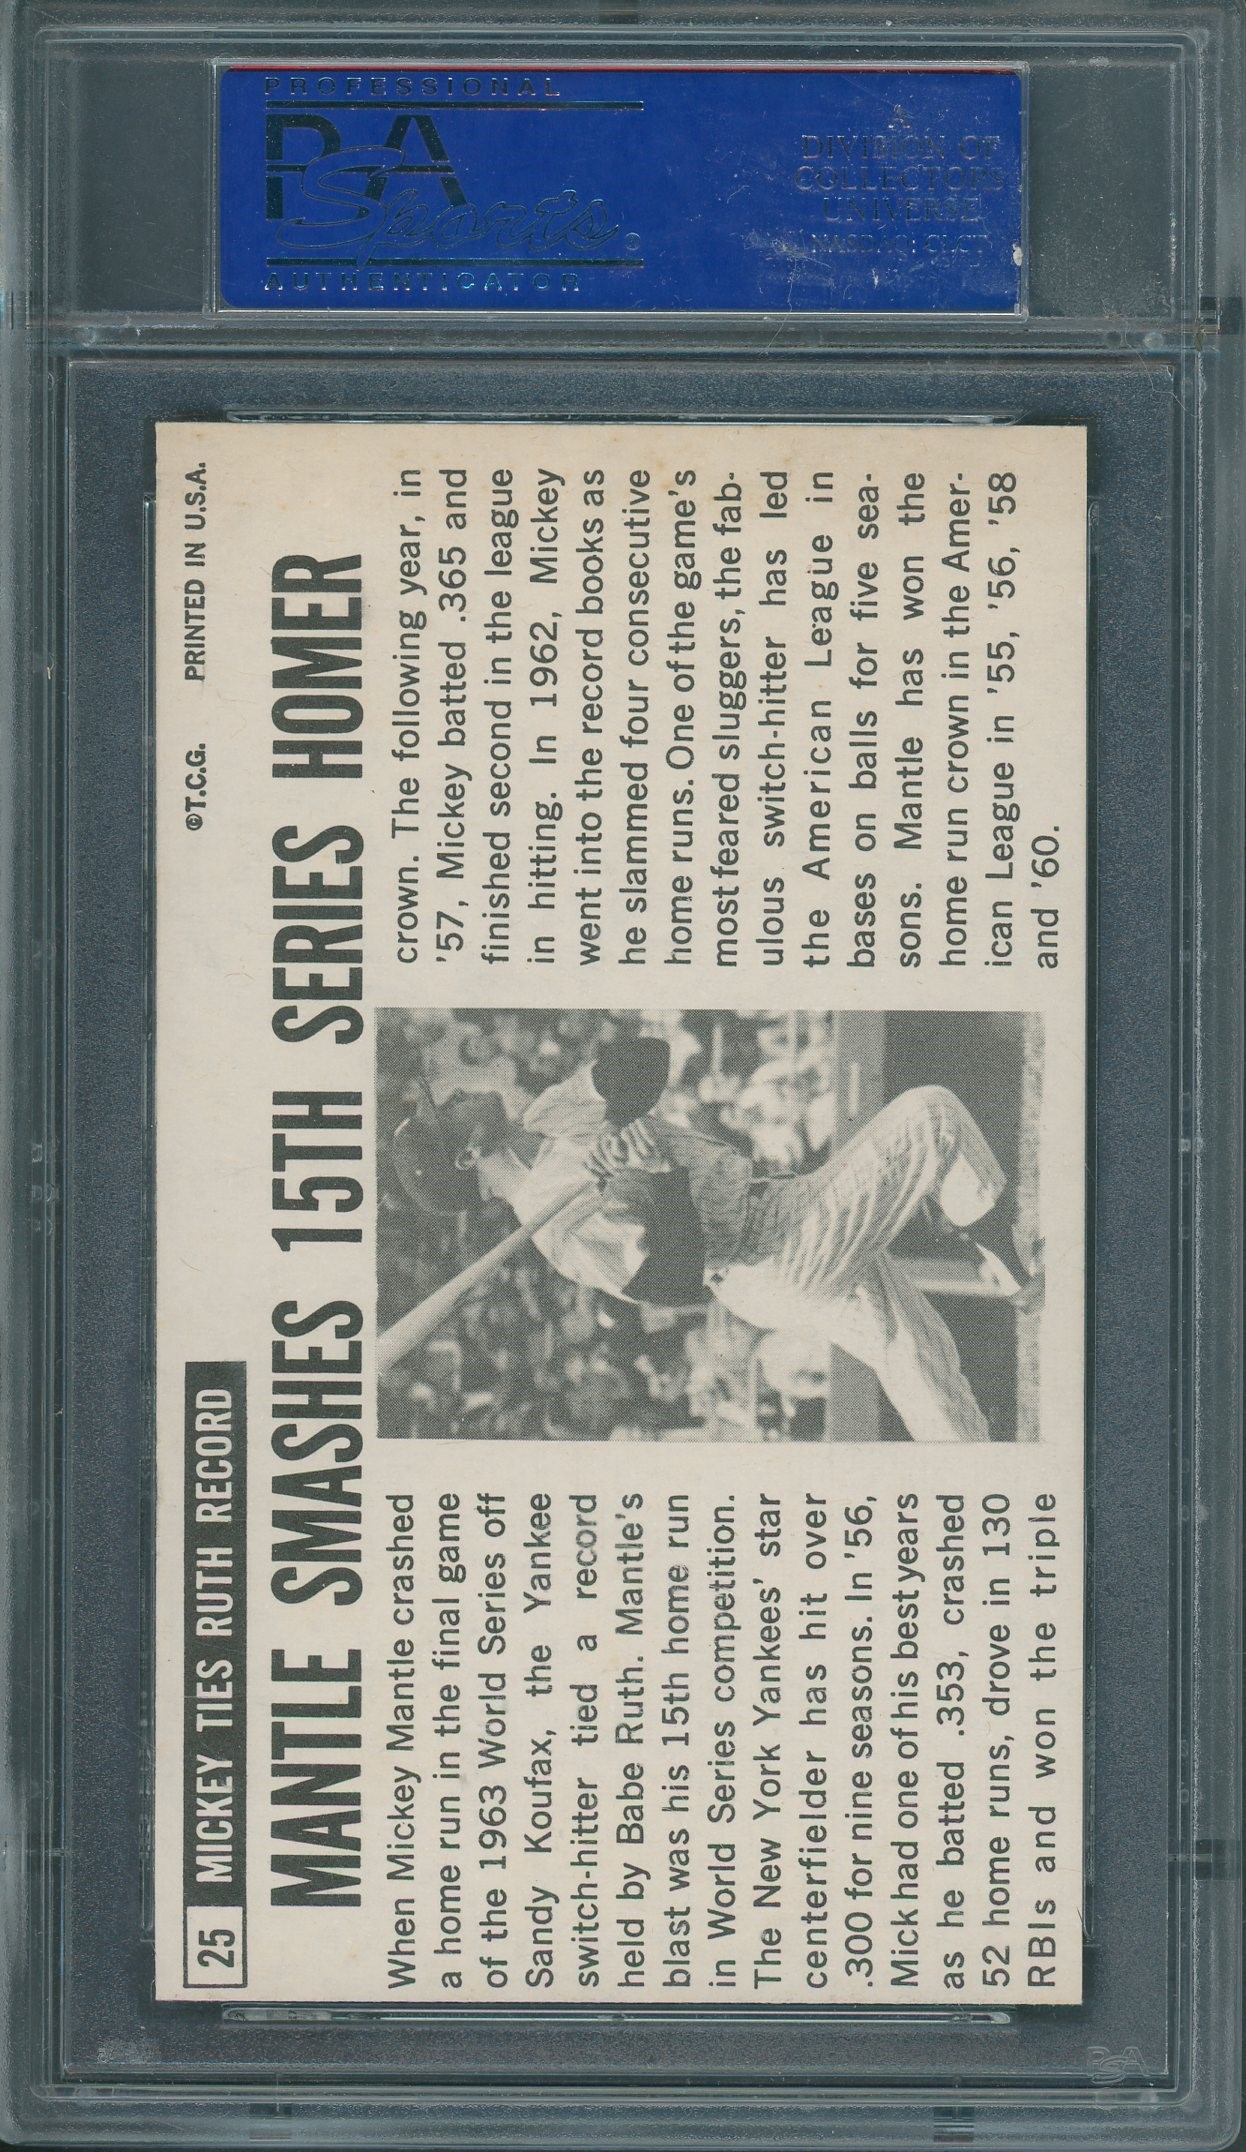 PROFESSIONAL
PSA
Sports®
AUTHENTICATOR
A
DIVISION OF
COLLECTORS
UNIVERSE
NASDAQ: CLCT
25 MICKEY TIES RUTH RECORD
©T.C.G. PRINTED IN U.S.A.
MANTLE SMASHES 15TH SERIES HOMER
When Mickey Mantle crashed
a home run in the final game
of the 1963 World Series off
Sandy Koufax, the Yankee
switch-hitter tied a record
held by Babe Ruth. Mantle's
blast was his 15th home run
in World Series competition.
The New York Yankees' star
centerfielder has hit over
.300 for nine seasons. In '56,
Mick had one of his best years
as he batted .353, crashed
52 home runs, drove in 130
RBIs and won the triple
crown. The following year, in
'57, Mickey batted .365 and
finished second in the league
in hitting. In 1962, Mickey
went into the record books as
he slammed four consecutive
home runs. One of the game's
most feared sluggers, the fab-
ulous switch-hitter has led
the American League in
bases on balls for five sea-
sons. Mantle has won the
home run crown in the Amer-
ican League in '55, '56, '58
and '60.
PSA